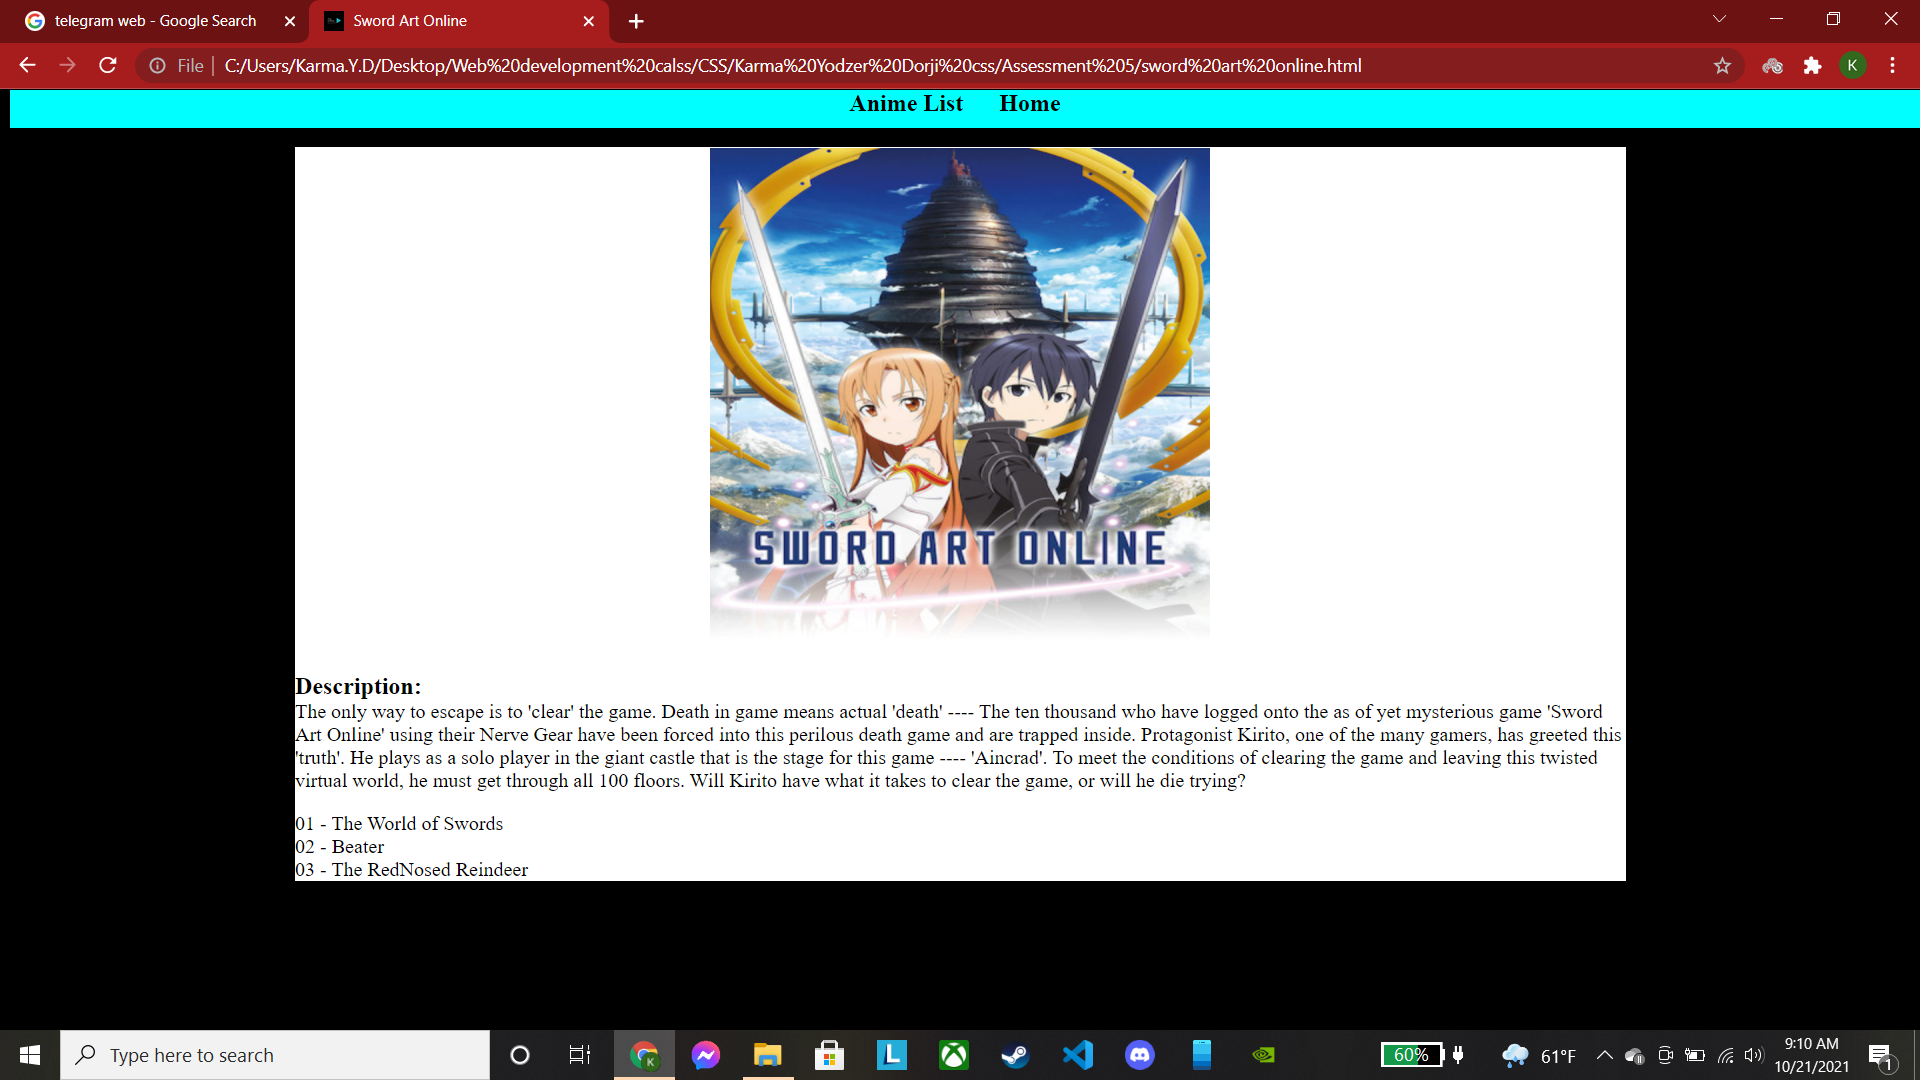 telegram web - Google Search
Sword Art Online
File
C:/Users/Karma.Y.D/Desktop/Web%20development%20calss/CSS/Karma%20Yodzer%20Dorji%20css/Assessment%205/sword%20art%20online.html
K
Anime List Home
SWORD ART ONLINE
Description:
The only way to escape is to 'clear' the game. Death in game means actual 'death' ---- The ten thousand who have logged onto the as of yet mysterious game 'Sword
Art Online' using their Nerve Gear have been forced into this perilous death game and are trapped inside. Protagonist Kirito, one of the many gamers, has greeted this
'truth'. He plays as a solo player in the giant castle that is the stage for this game ---- 'Aincrad'. To meet the conditions of clearing the game and leaving this twisted
virtual world, he must get through all 100 floors. Will Kirito have what it takes to clear the game, or will he die trying?
01 - The World of Swords
02 - Beater
03 - The RedNosed Reindeer
Type here to search
K
L
60%
61°F
9:10 AM
10/21/2021
1